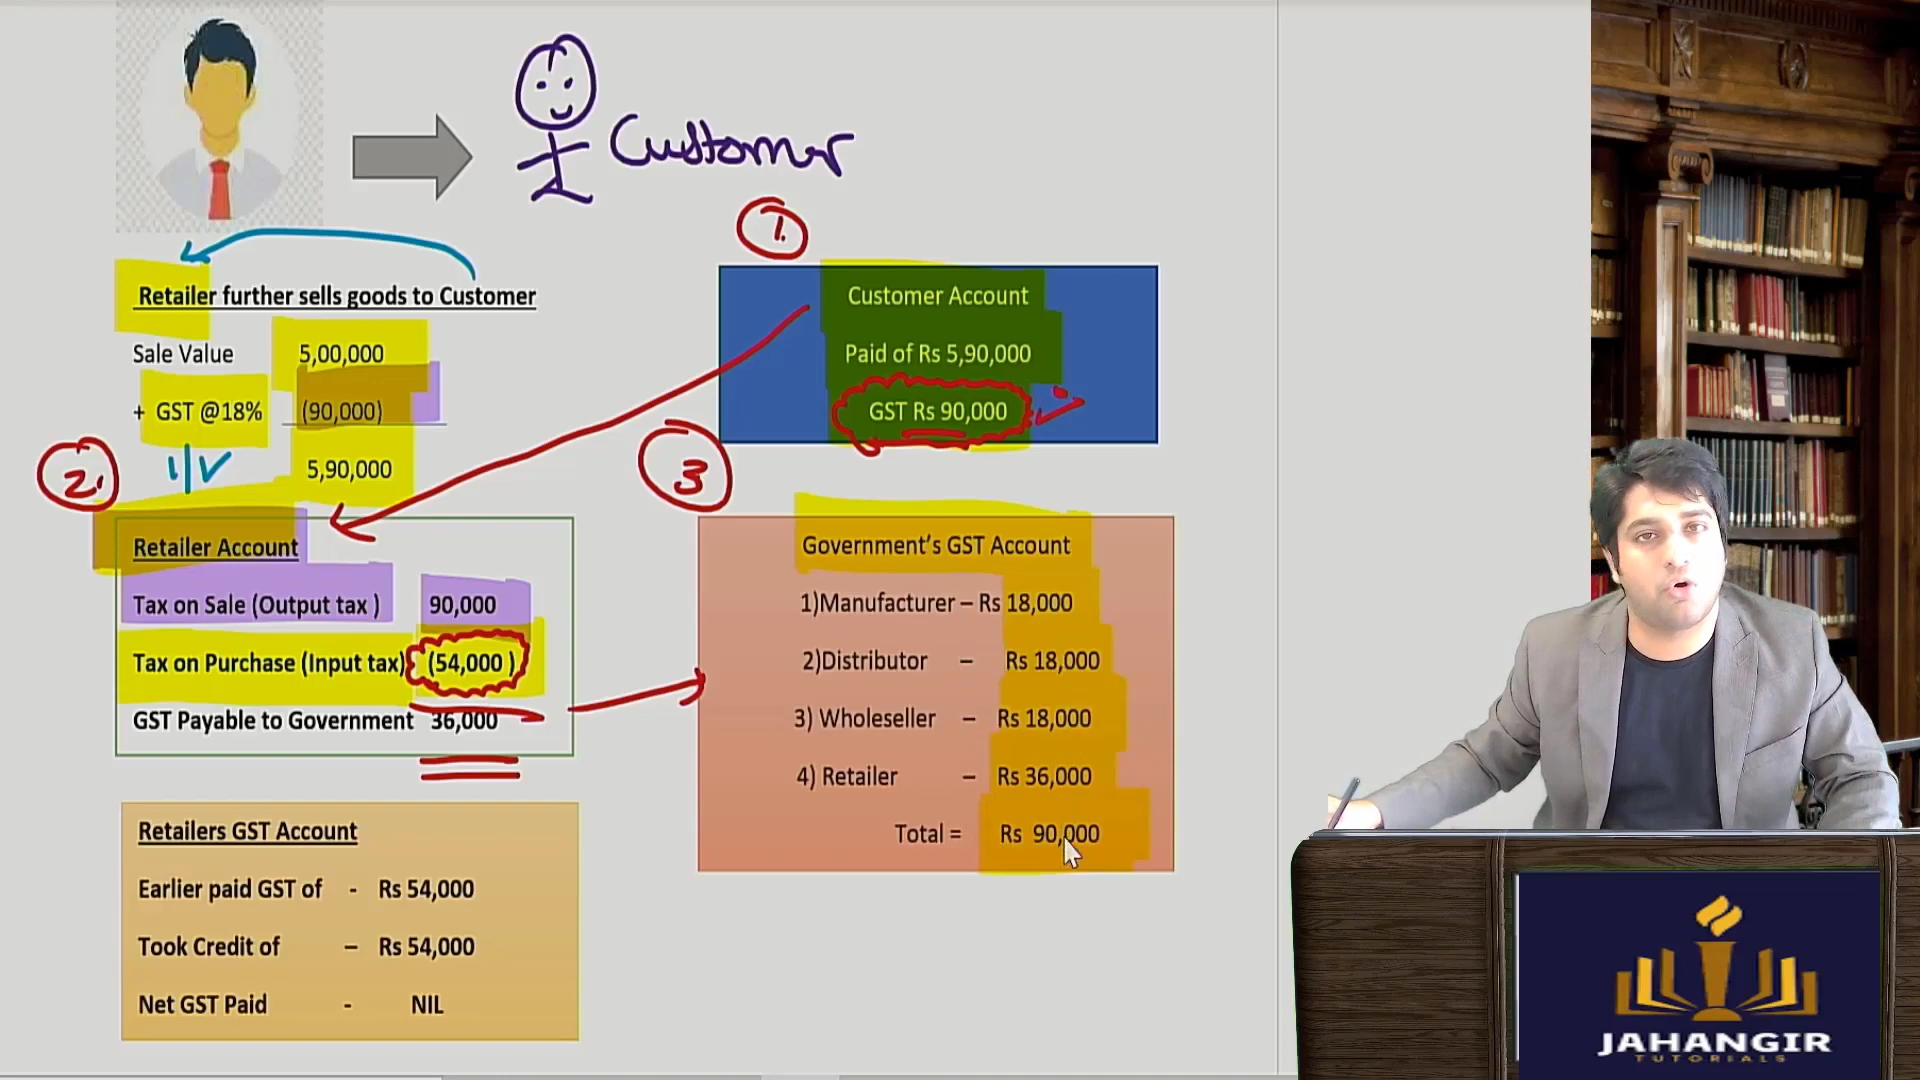 Customer
1.
Retailer further sells goods to Customer
Sale Value 5,00,000
+ GST @18% (90,000)
5,90,000
2.
Retailer Account
Tax on Sale (Output tax ) 90,000
Tax on Purchase (Input tax) (54,000 )
GST Payable to Government 36,000
Retailers GST Account
Earlier paid GST of - Rs 54,000
Took Credit of – Rs 54,000
Net GST Paid - NIL
Customer Account
Paid of Rs 5,90,000
GST Rs 90,000
3
Government’s GST Account
1)Manufacturer – Rs 18,000
2)Distributor – Rs 18,000
3) Wholeseller – Rs 18,000
4) Retailer – Rs 36,000
Total = Rs 90,000
JAHANGIR
TUTORIALS